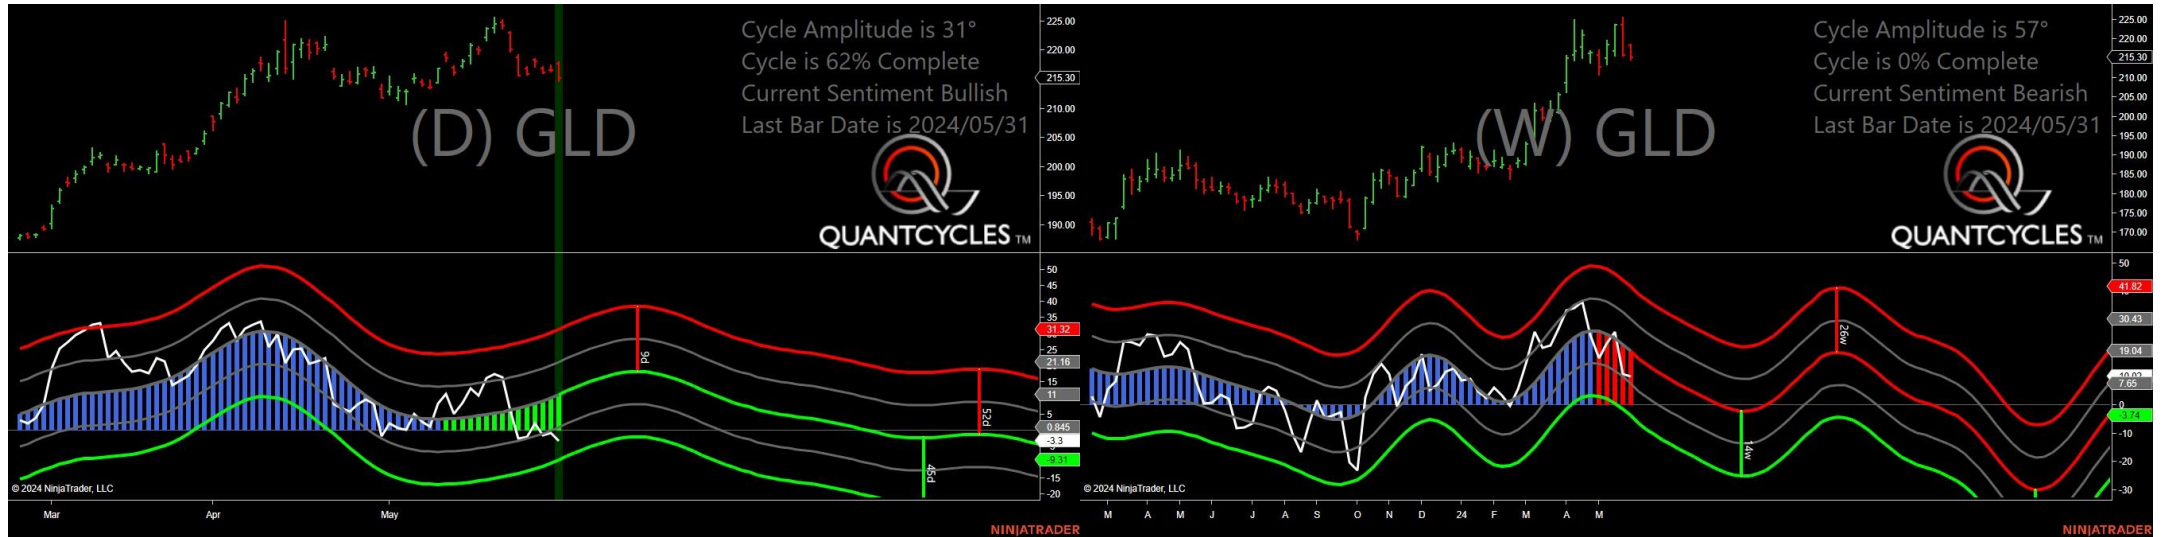 Cycle Amplitude is 31°
Cycle is 62% Complete
Current Sentiment Bullish
Last Bar Date is 2024/05/31
(D) GLD
QUANTCYCLES TM
225.00
220.00
215.30
210.00
205.00
200.00
195.00
190.00
50
45
40
35
31.32
25
21.16
15
11
5
0.845
-3.3
-9.31
-15
-20
9d
45d
52d
© 2024 NinjaTrader, LLC
Mar
Apr
May
NINJATRADER
Cycle Amplitude is 57°
Cycle is 0% Complete
Current Sentiment Bearish
Last Bar Date is 2024/05/31
(W) GLD
QUANTCYCLES TM
225.00
220.00
215.30
210.00
205.00
200.00
195.00
190.00
185.00
180.00
175.00
170.00
50
41.82
30.43
19.04
7.65
0
-3.74
-10
-20
-30
14w
26w
© 2024 NinjaTrader, LLC
M A M J J A S O N D 24 F M A M
NINJATRADER